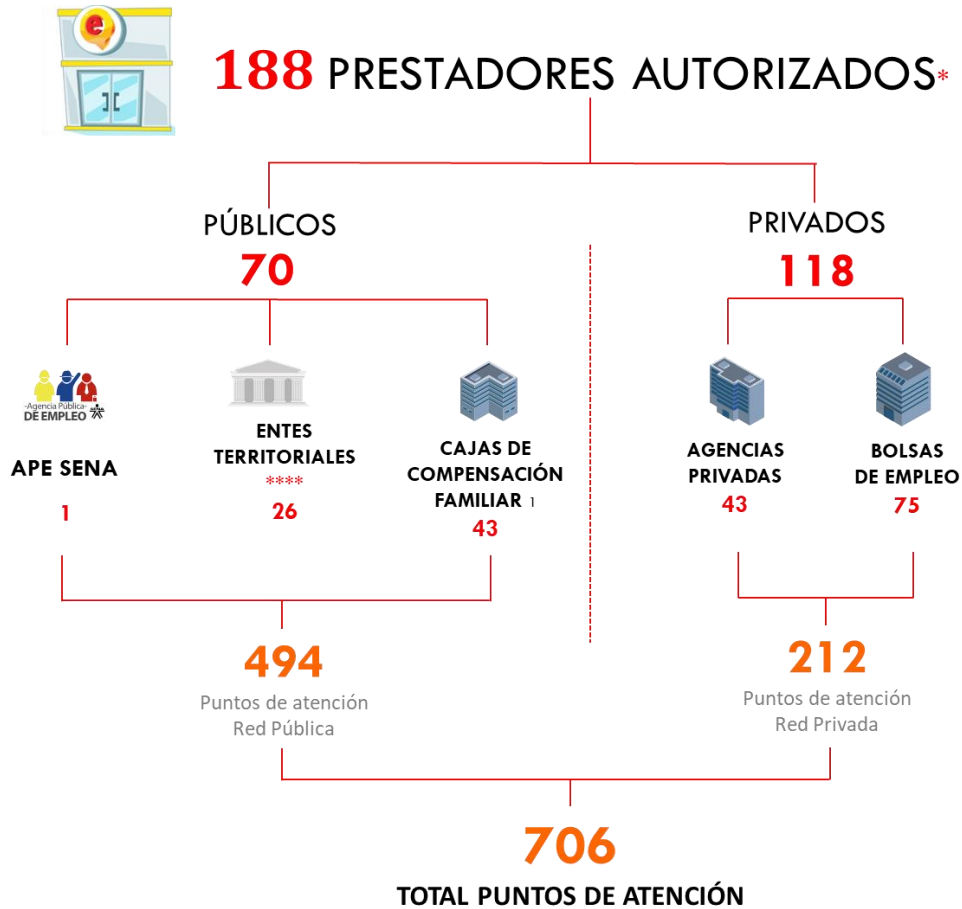 e
188 PRESTADORES AUTORIZADOS*
PÚBLICOS
70
PRIVADOS
118
-Agencia Pública-
DE EMPLEO
APE SENA
1
ENTES
TERRITORIALES
****
26
CAJAS DE
COMPENSACIÓN
FAMILIAR 1
43
AGENCIAS
PRIVADAS
43
BOLSAS
DE EMPLEO
75
494
Puntos de atención
Red Pública
212
Puntos de atención
Red Privada
706
TOTAL PUNTOS DE ATENCIÓN